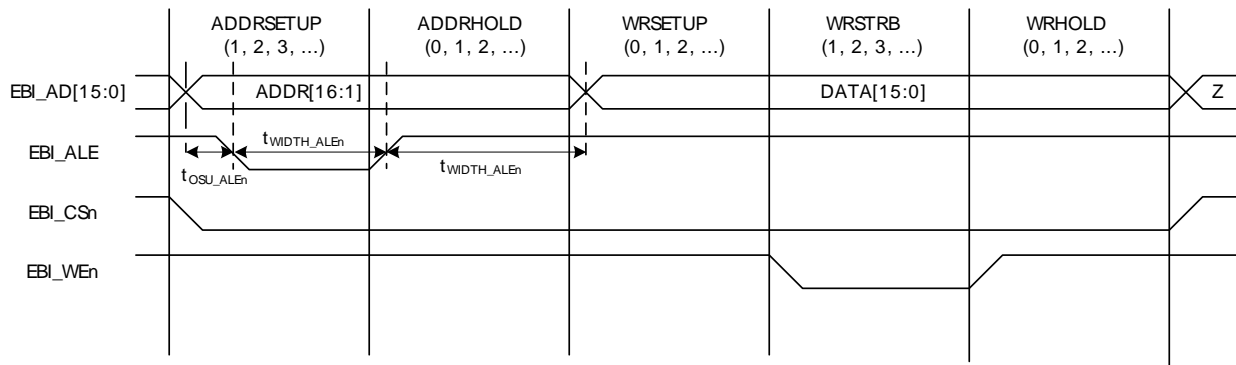 ADDRSETUP ADDRHOLD WRSETUP WRSTRB WRHOLD
(1, 2, 3, ...) (0, 1, 2, ...) (0, 1, 2, ...) (1, 2, 3, ...) (0, 1, 2, ...)
EBI_AD[15:0] ADDR[16:1] DATA[15:0] Z
EBI_ALE tWIDTH_ALEn
tOSU_ALEn tWIDTH_ALEn
EBI_CSn
EBI_WEn